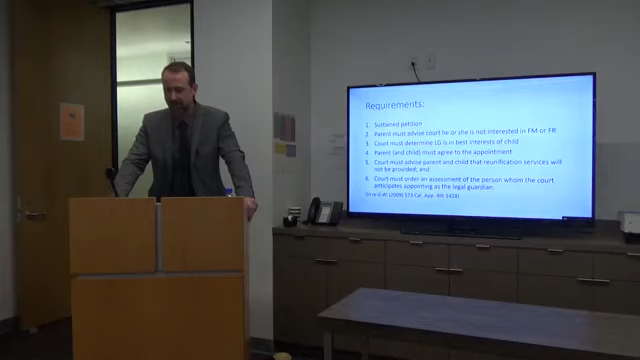 Requirements:
1. Sustained petition
2. Parent must advise court he or she is not interested in FM or FR
3. Court must determine LG is in best interests of child
4. Parent (and child) must agree to the appointment
5. Court must advise parent and child that reunification services will
not be provided; and
6. Court must order an assessment of the person whom the court
anticipates appointing as the legal guardian.
(2009) 173 Cal. App. 4th 1428)